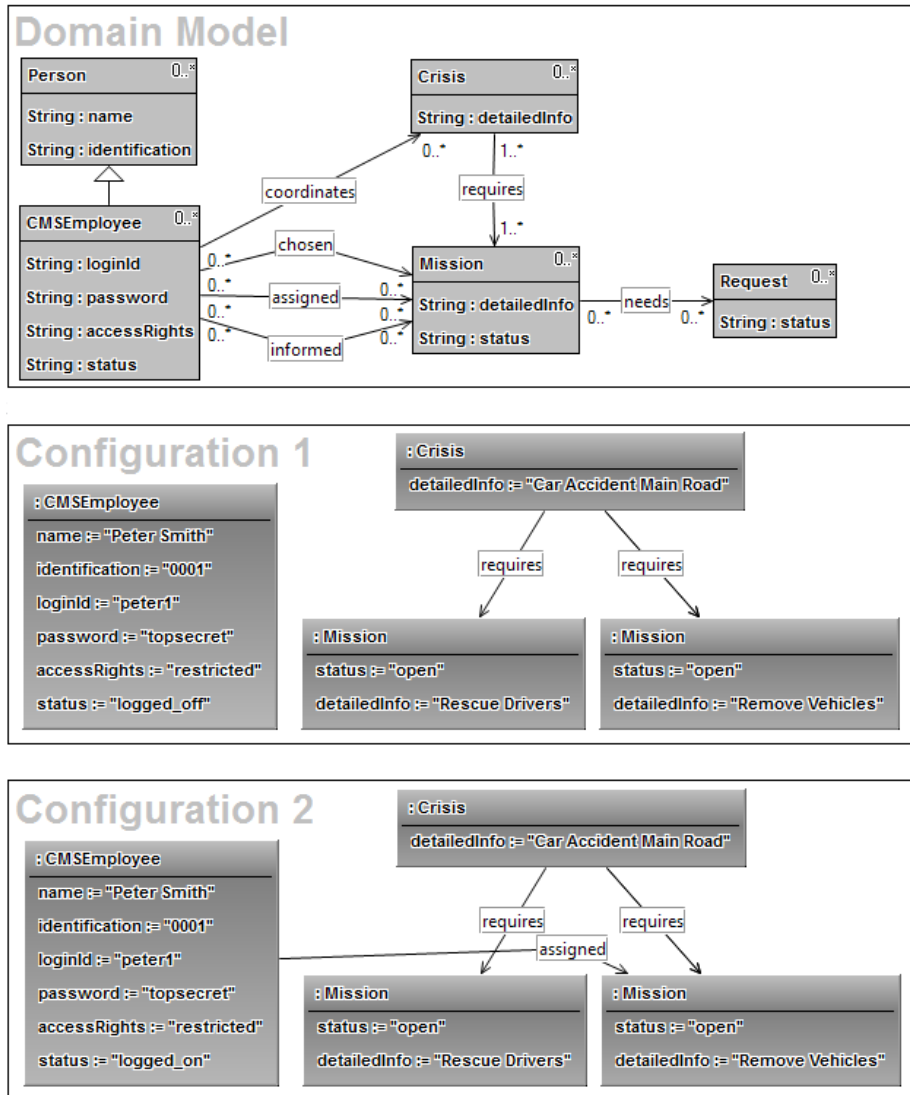 Domain Model
Person 0..*
String : name
String : identification
Crisis 0..*
String : detailedInfo
0..* 1..*
coordinates
requires
CMSEmployee 0..*
String : loginId
String : password
String : accessRights
String : status
chosen
0..*
0..*
assigned
0..*
0..*
0..*
informed
0..*
0..*
1..*
Mission 0..*
String : detailedInfo
String : status
needs
0..* 0..*
Request 0..*
String : status
Configuration 1
: Crisis
detailedInfo := "Car Accident Main Road"
: CMSEmployee
name := "Peter Smith"
identification := "0001"
loginId := "peter1"
password := "topsecret"
accessRights := "restricted"
status := "logged_off"
requires requires
: Mission
status := "open"
detailedInfo := "Rescue Drivers"
: Mission
status := "open"
detailedInfo := "Remove Vehicles"
Configuration 2
: Crisis
detailedInfo := "Car Accident Main Road"
: CMSEmployee
name := "Peter Smith"
identification := "0001"
loginId := "peter1"
password := "topsecret"
accessRights := "restricted"
status := "logged_on"
requires requires
assigned
: Mission
status := "open"
detailedInfo := "Rescue Drivers"
: Mission
status := "open"
detailedInfo := "Remove Vehicles"